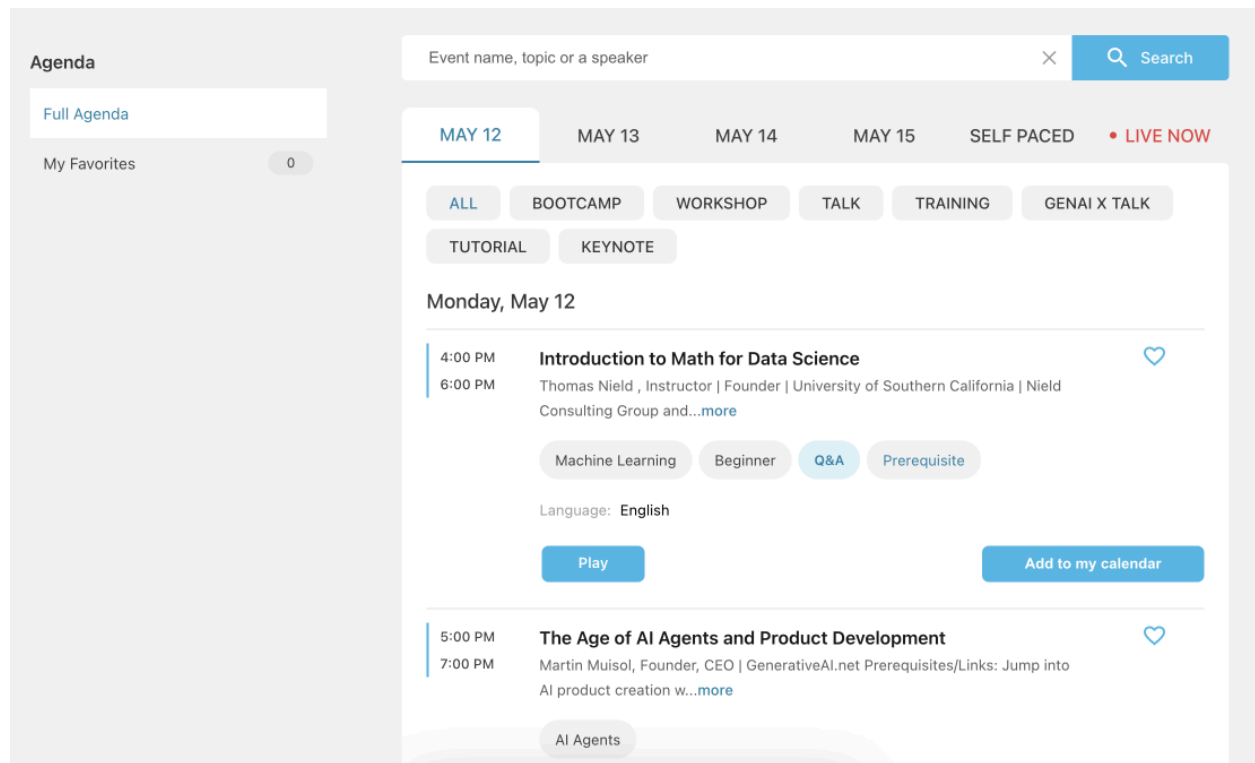 Agenda
Full Agenda
My Favorites 0
Event name, topic or a speaker
Search
MAY 12 MAY 13 MAY 14 MAY 15 SELF PACED • LIVE NOW
ALL BOOTCAMP WORKSHOP TALK TRAINING GENAI X TALK
TUTORIAL KEYNOTE
Monday, May 12
4:00 PM Introduction to Math for Data Science
6:00 PM Thomas Nield , Instructor | Founder | University of Southern California | Nield
Consulting Group and...more
Machine Learning Beginner Q&A Prerequisite
Language: English
Play Add to my calendar
5:00 PM The Age of AI Agents and Product Development
7:00 PM Martin Muisol, Founder, CEO | GenerativeAI.net Prerequisites/Links: Jump into
AI product creation w...more
AI Agents